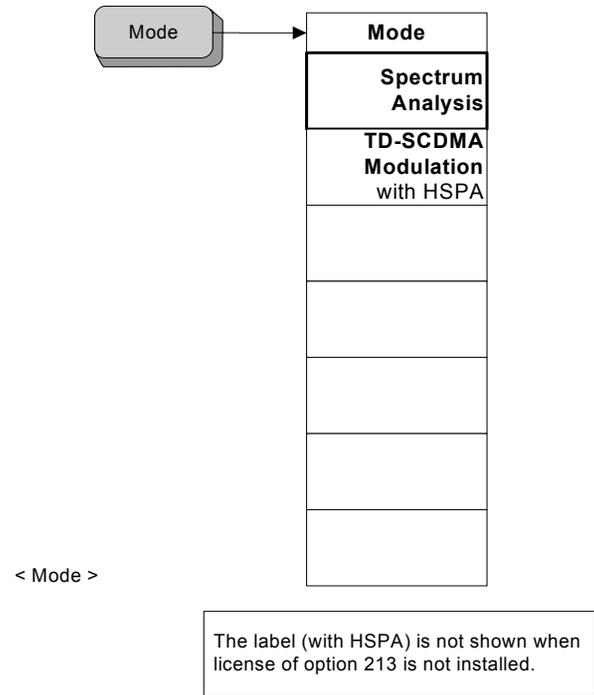 Mode
Mode
Spectrum
Analysis
TD-SCDMA
Modulation
with HSPA
< Mode >
The label (with HSPA) is not shown when
license of option 213 is not installed.